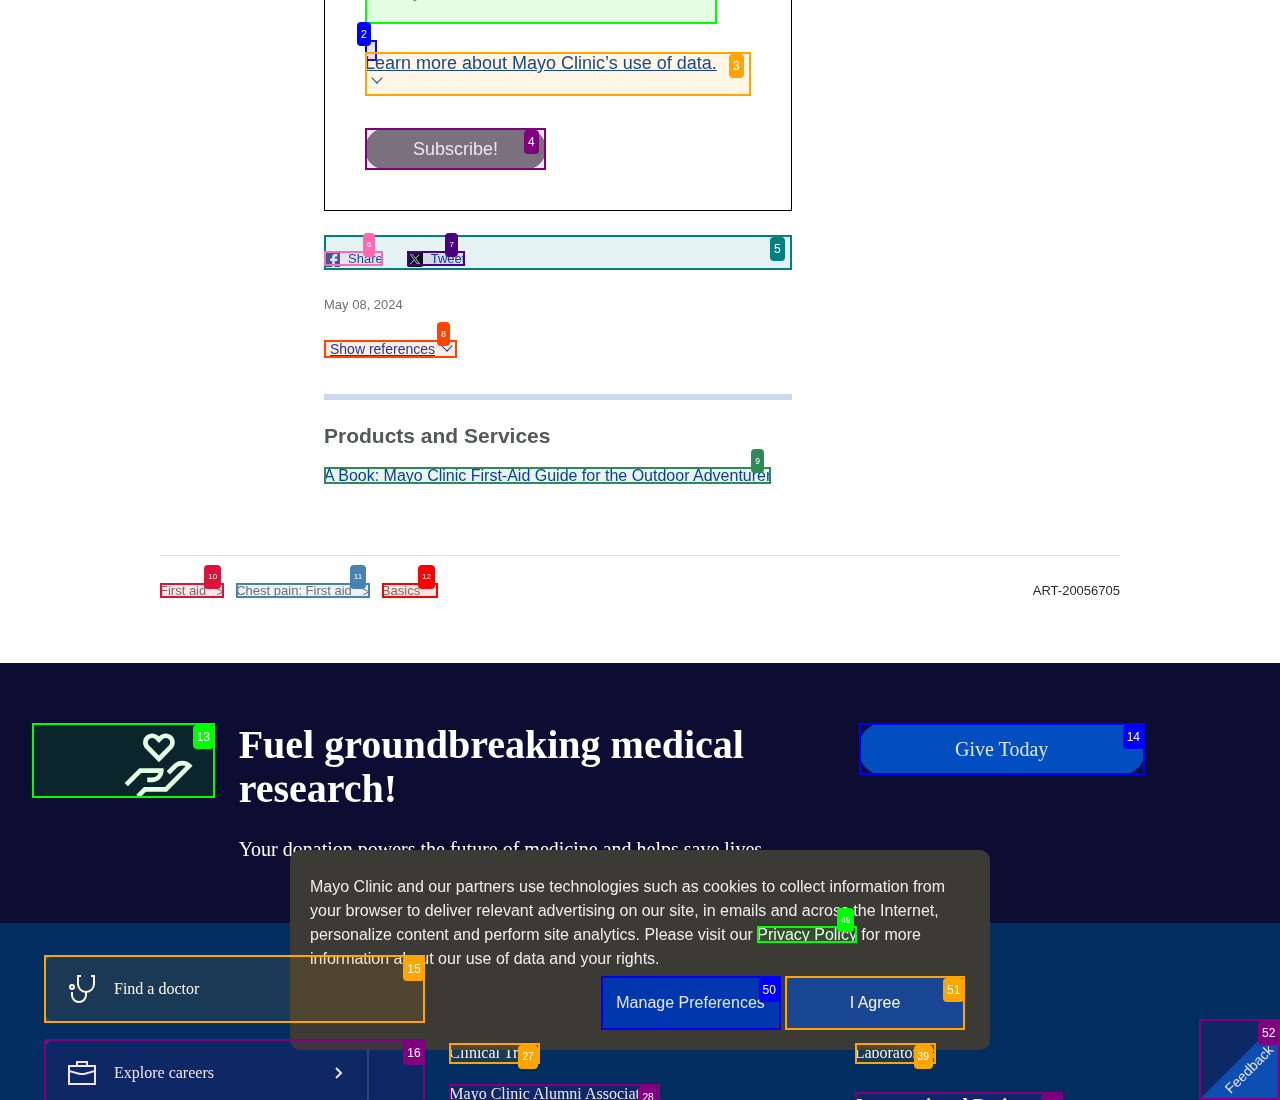 2
Learn more about Mayo Clinic’s use of data.
3
Subscribe!
4
5
6
7
Share
Tweet
May 08, 2024
8
Show references
Products and Services
9
A Book: Mayo Clinic First-Aid Guide for the Outdoor Adventurer
10
11
12
First aid >
Chest pain: First aid >
Basics
ART-20056705
13
Fuel groundbreaking medical
research!
Give Today
14
Your donation powers the future of medicine and helps save lives.
Mayo Clinic and our partners use technologies such as cookies to collect information from
your browser to deliver relevant advertising on our site, in emails and across the Internet,
49
personalize content and perform site analytics. Please visit our Privacy Policy for more
information about our use of data and your rights.
Find a doctor
15
Manage Preferences
50
I Agree
51
Explore careers
16
Clinical
27
39
52
Feedback
Mayo Clinic Alumni
28